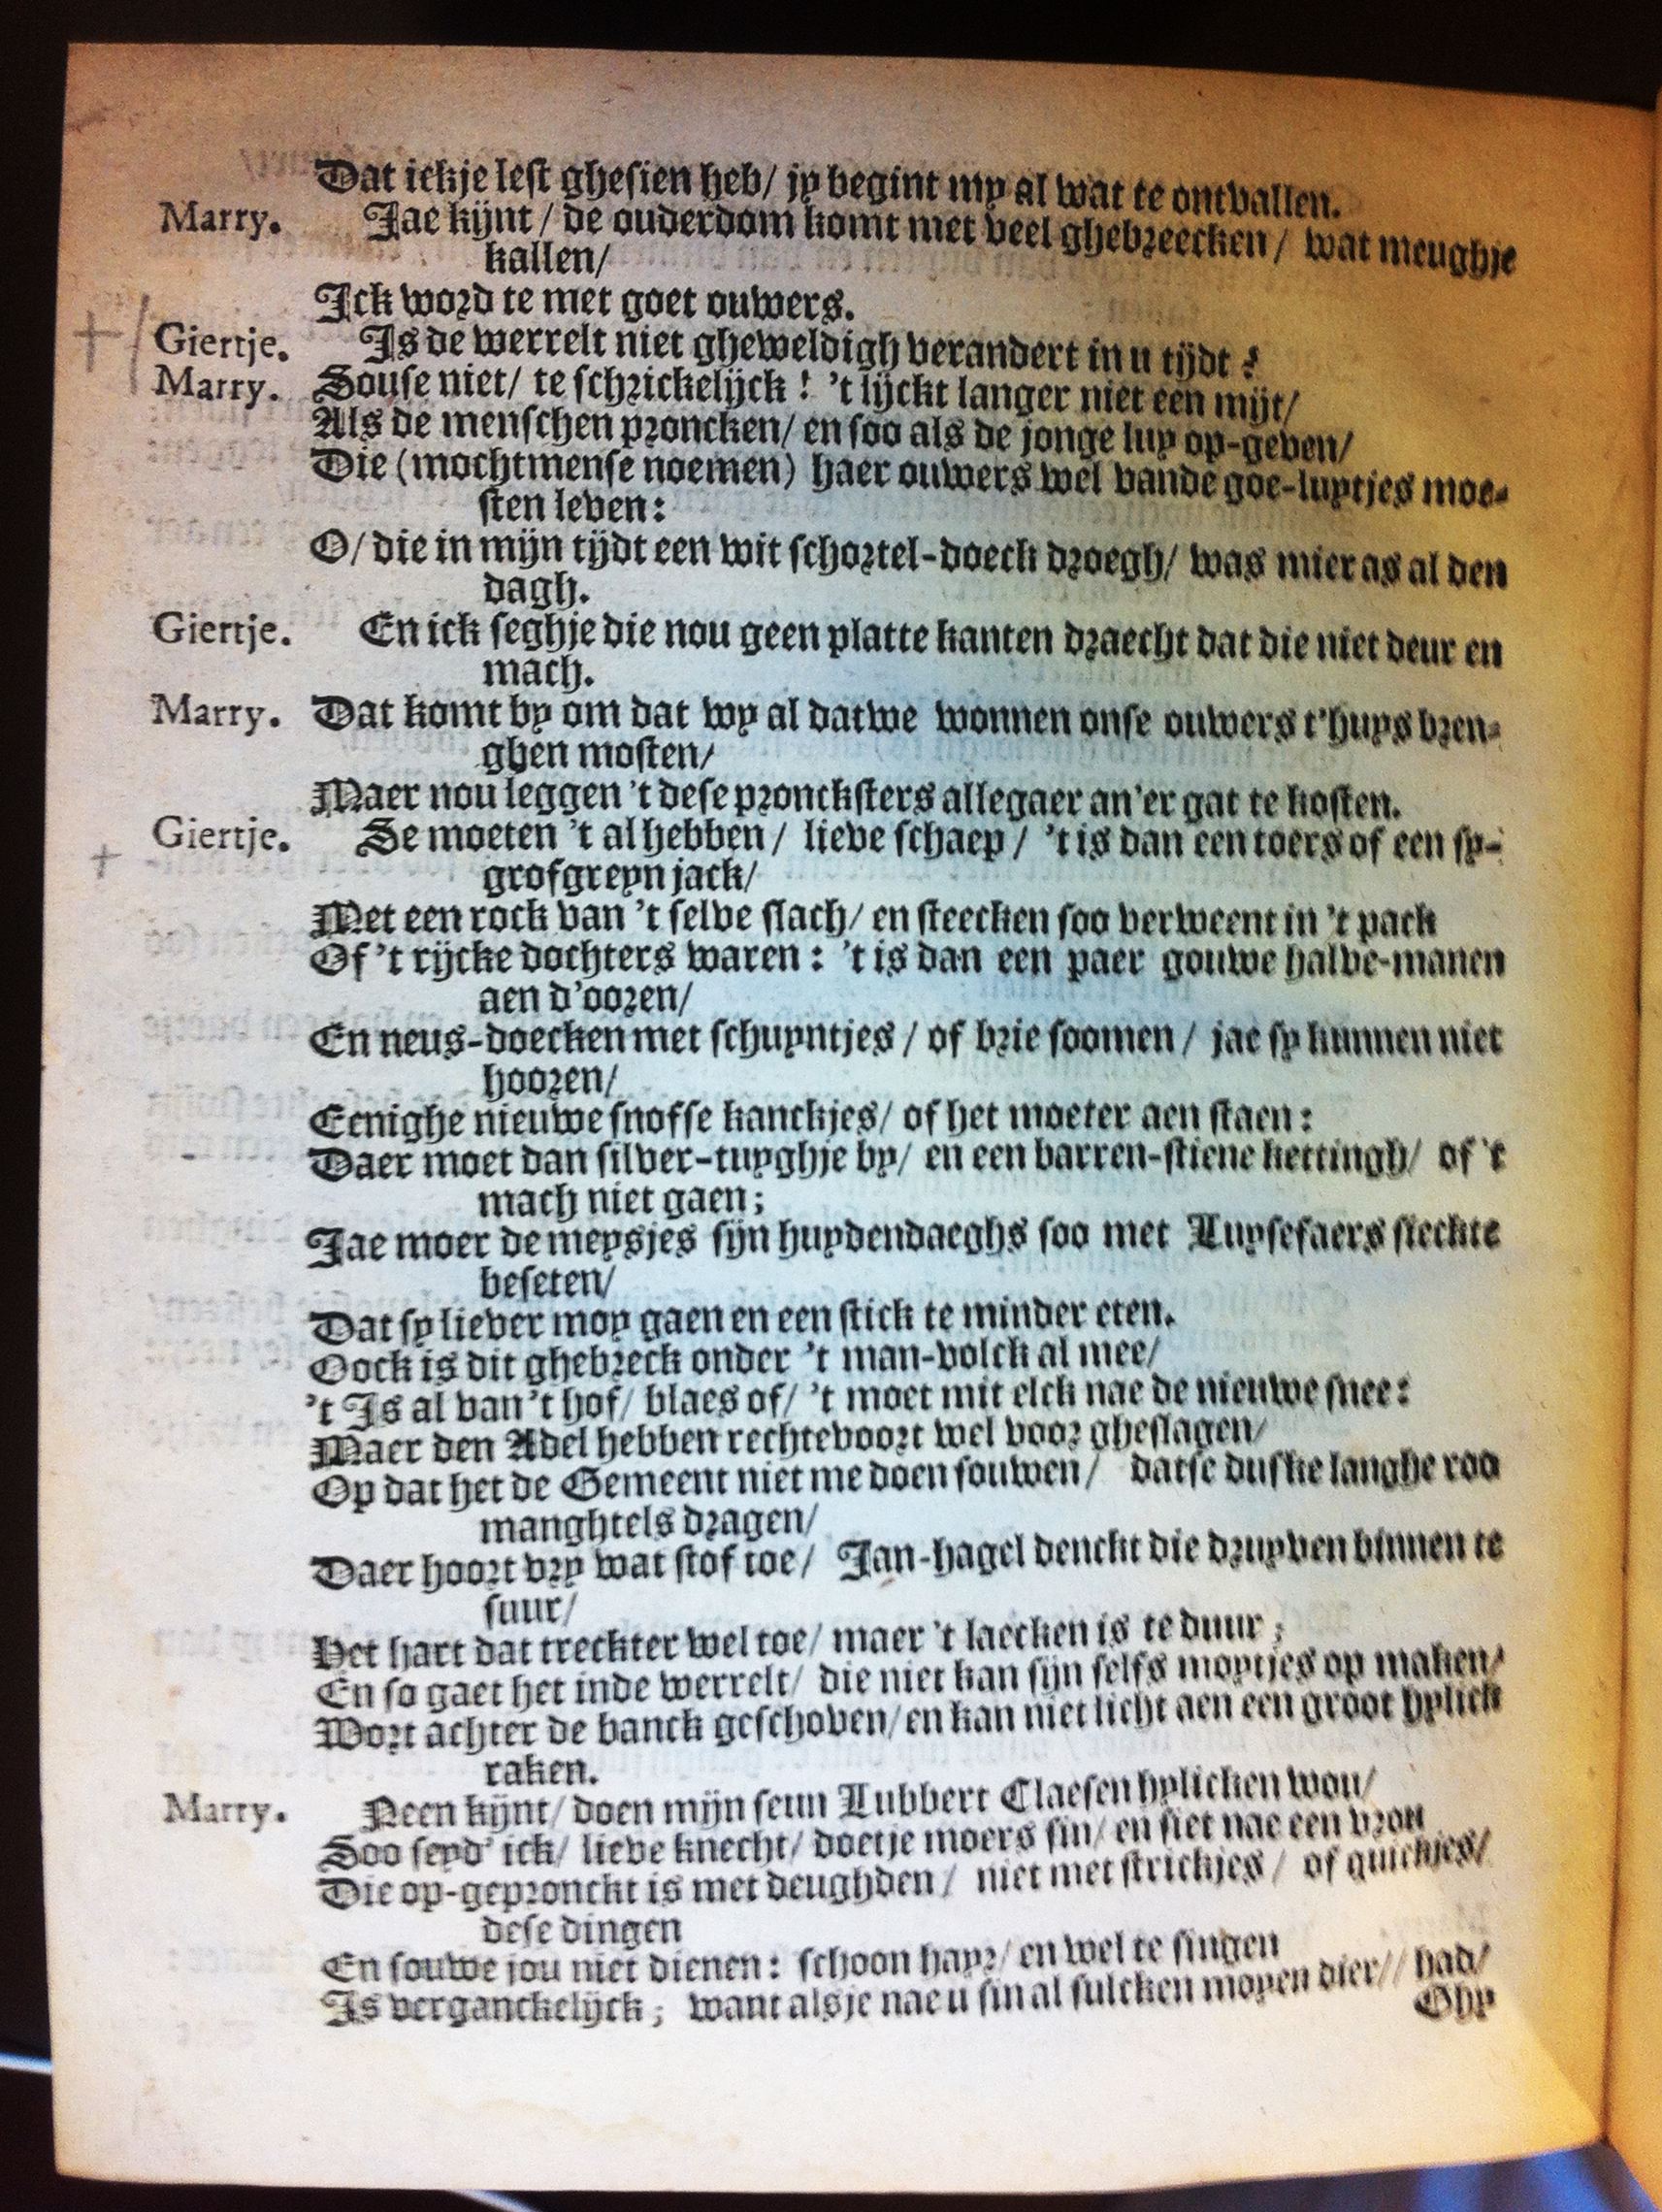 Dat ickje lest ghesien heb/ jy begint my al wat te ontvallen.
Marry. Jae kijnt / de ouderdom komt met veel ghebreecken / wat meughje
kallen/
Ick word te met goet ouwers.
Giertje. Is de werrelt niet gheweldigh verandert in u tijdt?
Marry. Souse niet/ te schrickelijck! 't lijckt langer niet een mijt/
Als de menschen proncken/ en soo als de jonge luy op-geven/
Die (mochtmense noemen) haer ouwers wel vande goe-luytjes moe-
sten leven:
O/ die in mijn tijdt een wit schortel-doeck droegh/ was mier as al den
dagh.
Giertje. En ick seghje die nou geen platte kanten draecht dat die niet deur en
mach.
Marry. Dat komt by om dat wy al datwe wonnen onse ouwers t'huys bren-
ghen mosten/
Maer nou leggen 't dese proncksters allegaer an'er gat te kosten.
Giertje. Se moeten 't al hebben / lieve schaep / 't is dan een toers of een sy-
grofgreyn jack/
Met een rock van 't selve slach/ en steecken soo verweent in 't pack
Of 't rijcke dochters waren: 't is dan een paer gouwe halve-manen
aen d'ooren/
En neus-doecken met schuyntjes / of brie soomen / jae sy kunnen niet
hooren/
Eenighe nieuwe snofse kanckjes/ of het moeter aen staen:
Daer moet dan silver-tuyghje by/ en een barren-stiene kettingh/ of 't
mach niet gaen;
Jae moer de meysjes sijn huydendaeghs soo met Luysefaers sieckte
beseten/
Dat sy liever moy gaen en een stick te minder eten.
Oock is dit ghebreck onder 't man-volck al mee/
't Is al van 't hof/ blaes of/ 't moet mit elck nae de nieuwe snee:
Maer den Adel hebben rechtevoort wel voor gheslagen/
Op dat het de Gemeent niet me doen souwen / datse duske langhe roo
manghtels dragen/
Daer hoort vry wat stof toe/ Jan-hagel denckt die druyven binnen te
suur/
Het hart dat treckter wel toe/ maer 't laecken is te duur;
En so gaet het inde werrelt/ die niet kan sijn selfs moytjes op maken/
Wort achter de banck geschoven/ en kan niet licht aen een groot hylick
raken.
Marry. Neen kijnt/ doen mijn seun Lubbert Claesen hylicken wou/
Soo seyd' ick/ lieve knecht/ doetje moers sin/ en siet nae een vrou
Die op-gepronckt is met deughden / niet met strickjes / of quickjes/
dese dingen
En souwe jou niet dienen: schoon hayr/ en wel te singen
Is verganckelijck; want alsje nae u sin al sulcken moyen dier// had/
Ghy